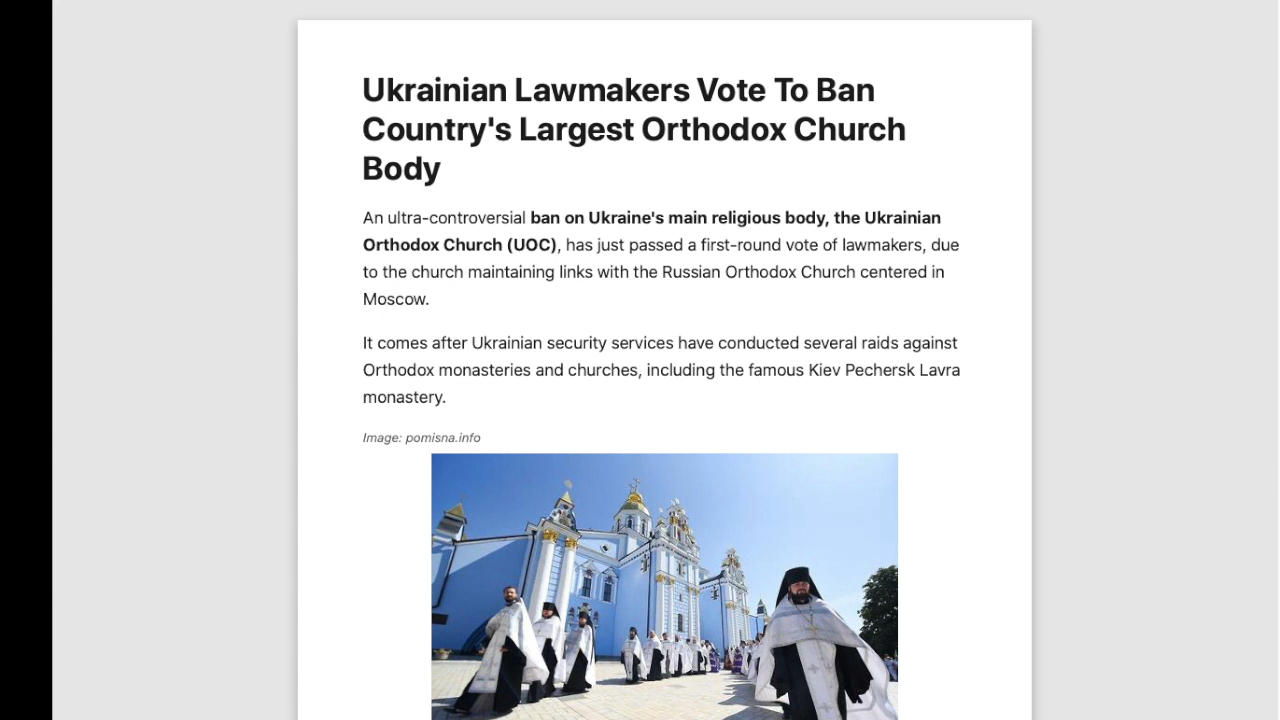 Ukrainian Lawmakers Vote To Ban
Country's Largest Orthodox Church
Body
An ultra-controversial ban on Ukraine's main religious body, the Ukrainian
Orthodox Church (UOC), has just passed a first-round vote of lawmakers, due
to the church maintaining links with the Russian Orthodox Church centered in
Moscow.
It comes after Ukrainian security services have conducted several raids against
Orthodox monasteries and churches, including the famous Kiev Pechersk Lavra
monastery.
Image: pomisna.info